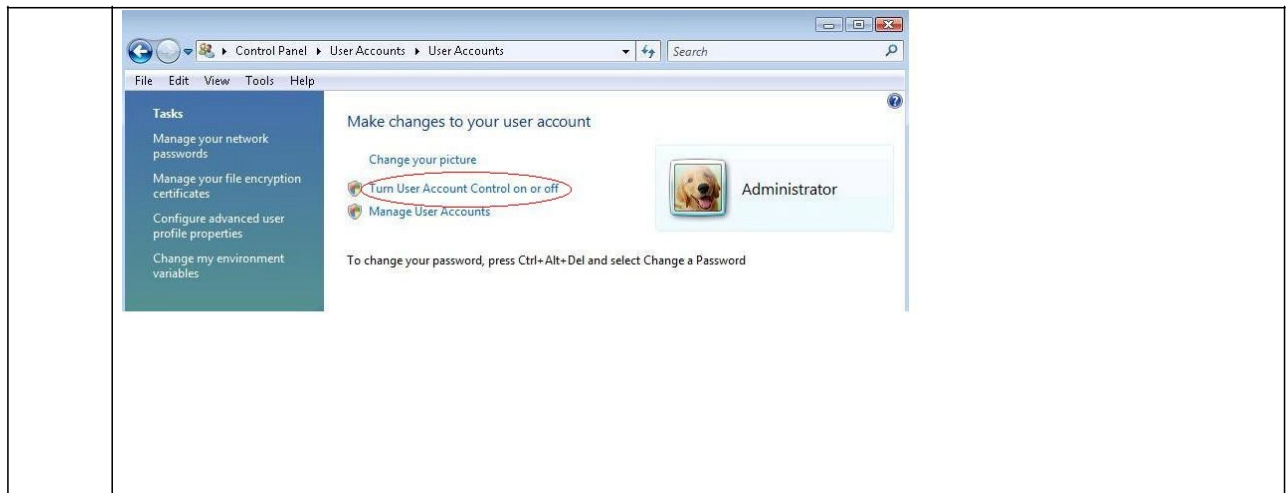 Control Panel ▸ User Accounts ▸ User Accounts
Search
File Edit View Tools Help
Tasks
Manage your network
passwords
Manage your file encryption
certificates
Configure advanced user
profile properties
Change my environment
variables
Make changes to your user account
Change your picture
Turn User Account Control on or off
Manage User Accounts
Administrator
To change your password, press Ctrl+Alt+Del and select Change a Password